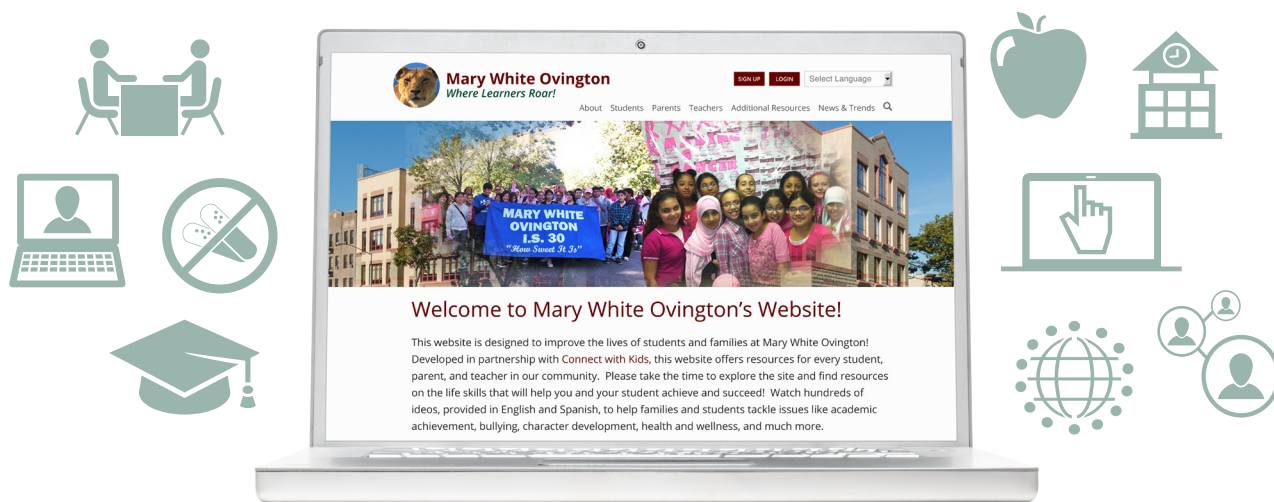 Mary White Ovington
Where Learners Roar!
SIGN UP
LOGIN
Select Language
About Students Parents Teachers Additional Resources News & Trends
MARY WHITE
OVINGTON
I.S. 30
"How Sweet It Is"
Welcome to Mary White Ovington's Website!
This website is designed to improve the lives of students and families at Mary White Ovington!
Developed in partnership with Connect with Kids, this website offers resources for every student,
parent, and teacher in our community. Please take the time to explore the site and find resources
on the life skills that will help you and your student achieve and succeed! Watch hundreds of
ideos, provided in English and Spanish, to help families and students tackle issues like academic
achievement, bullying, character development, health and wellness, and much more.